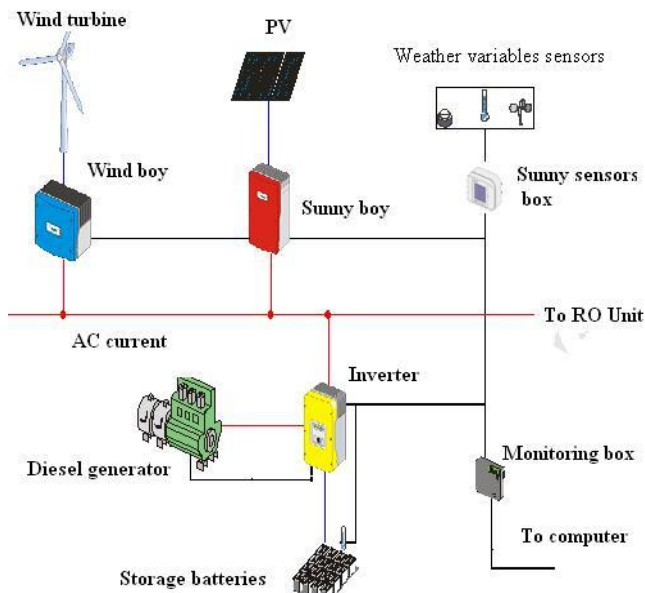 Wind turbine
PV
Weather variables sensors
Wind boy
Sunny boy
Sunny sensors
box
To RO Unit
AC current
Inverter
Diesel generator
Monitoring box
To computer
Storage batteries